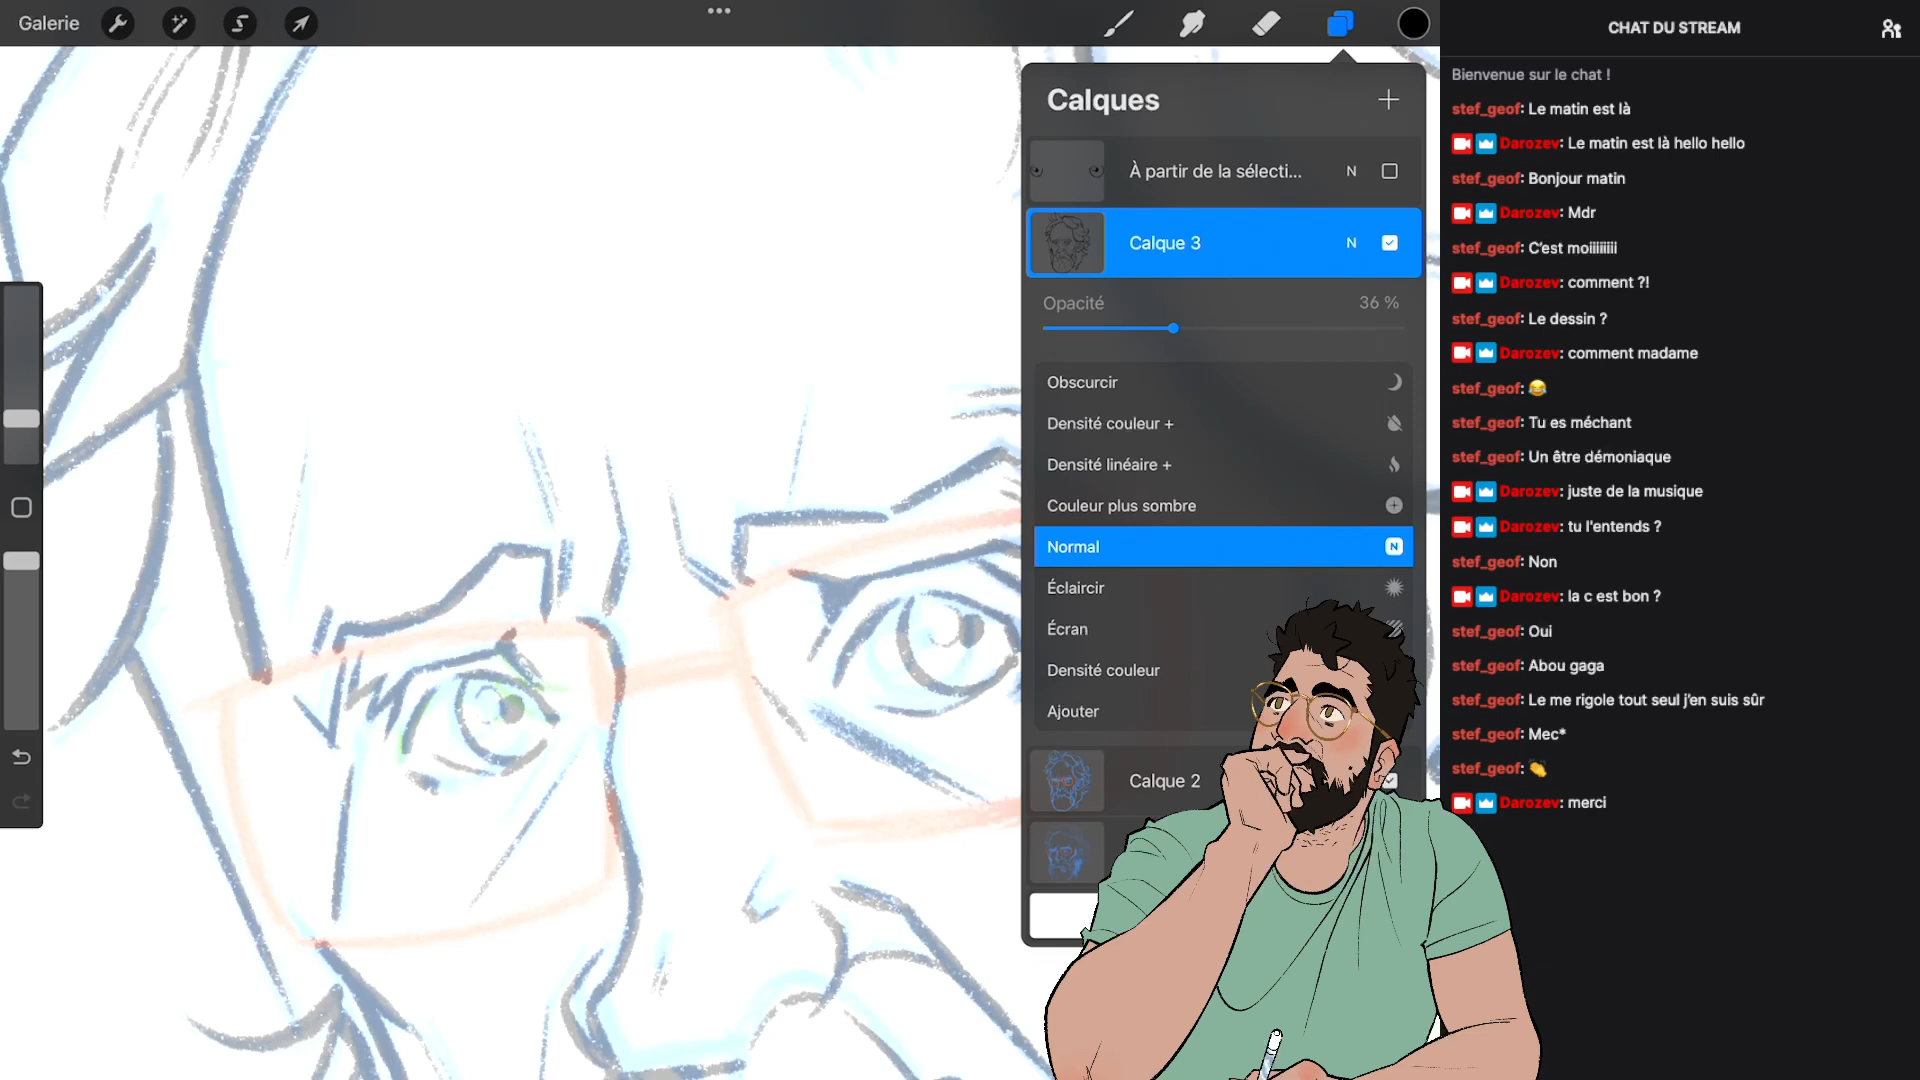 Galerie
Calques
À partir de la sélecti...
N
Calque 3
N
Opacité
36 %
Obscurcir
Densité couleur +
Densité linéaire +
Couleur plus sombre
Normal
N
Éclaircir
Écran
Densité couleur
Ajouter
Calque 2
CHAT DU STREAM
Bienvenue sur le chat !
stef_geof: Le matin est là
Darozev: Le matin est là hello hello
stef_geof: Bonjour matin
Darozev: Mdr
stef_geof: C'est moiiiiiiiii
Darozev: comment ?!
stef_geof: Le dessin ?
Darozev: comment madame
stef_geof: 😂
stef_geof: Tu es méchant
stef_geof: Un être démoniaque
Darozev: juste de la musique
Darozev: tu l'entends ?
stef_geof: Non
Darozev: la c est bon ?
stef_geof: Oui
stef_geof: Abou gaga
stef_geof: Le me rigole tout seul j'en suis sûr
stef_geof: Mec*
stef_geof: 👏
Darozev: merci